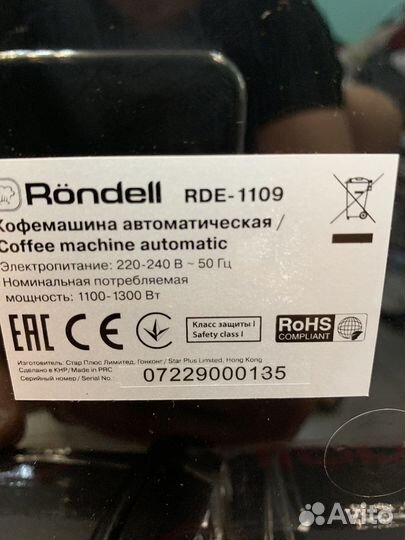 Röndell RDE-1109
Кофемашина автоматическая /
Coffee machine automatic
Электропитание: 220-240 В ~ 50 Гц
Номинальная потребляемая
мощность: 1100-1300 Вт
EAC CE
Класс защиты I
Safety class I
RoHS
COMPLIANT
Изготовитель: Стар Плюс Лимитед, Гонконг / Star Plus Limited, Hong Kong
Сделано в КНР / Made in PRC
Серийный номер / Serial No.: 07229000135
Avito